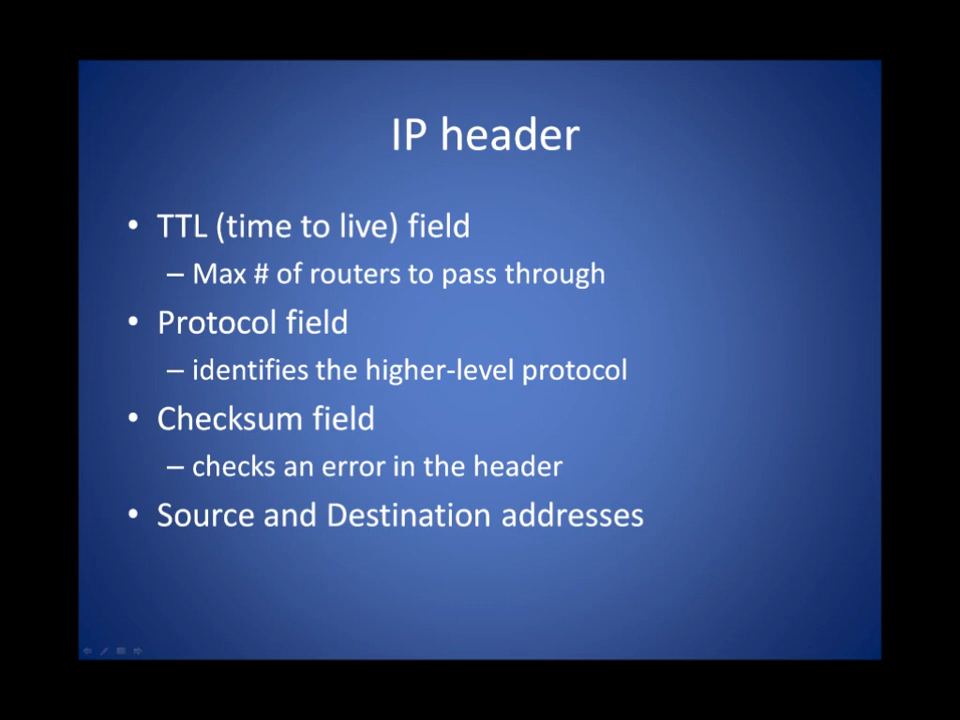 IP header
• TTL (time to live) field
– Max # of routers to pass through
• Protocol field
– identifies the higher-level protocol
• Checksum field
– checks an error in the header
• Source and Destination addresses